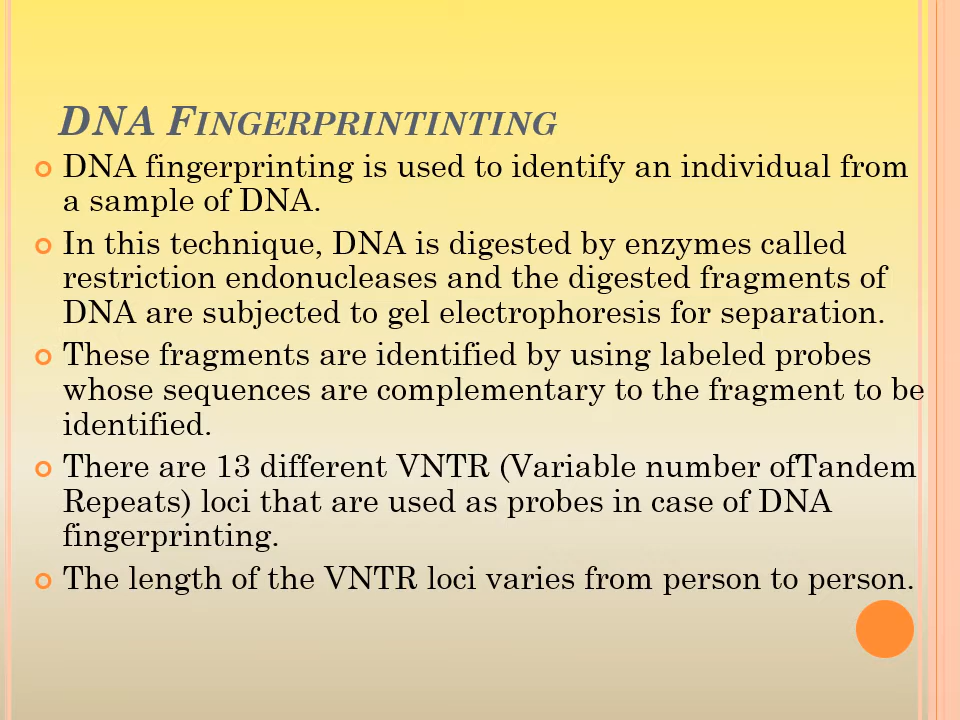 DNA FINGERPRINTINTING
DNA fingerprinting is used to identify an individual from
a sample of DNA.
In this technique, DNA is digested by enzymes called
restriction endonucleases and the digested fragments of
DNA are subjected to gel electrophoresis for separation.
These fragments are identified by using labeled probes
whose sequences are complementary to the fragment to be
identified.
There are 13 different VNTR (Variable number ofTandem
Repeats) loci that are used as probes in case of DNA
fingerprinting.
The length of the VNTR loci varies from person to person.